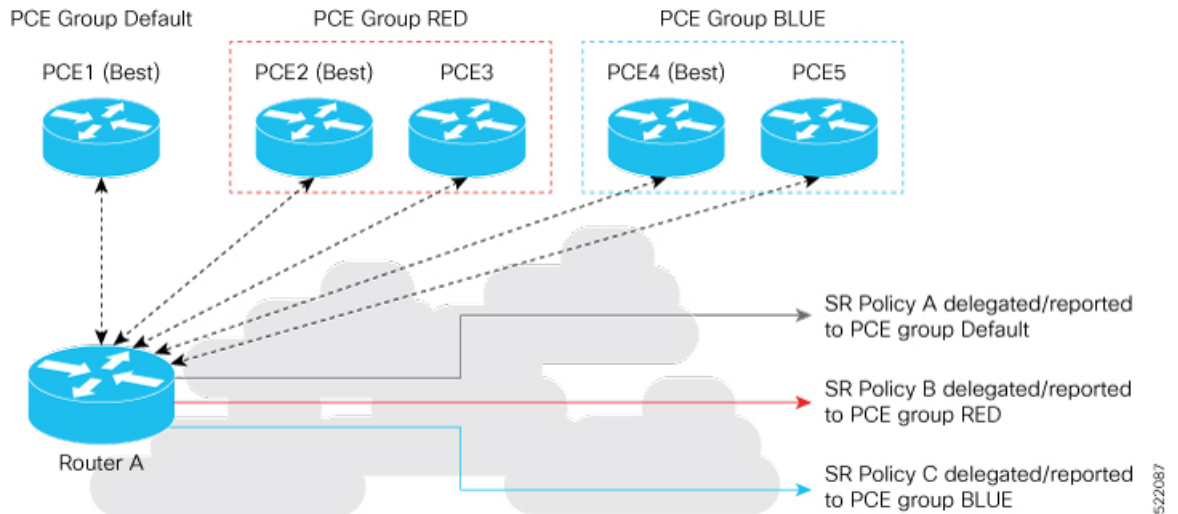 PCE Group Default
PCE Group RED
PCE Group BLUE
PCE1 (Best)
PCE2 (Best)
PCE3
PCE4 (Best)
PCE5
SR Policy A delegated/reported
to PCE group Default
SR Policy B delegated/reported
to PCE group RED
Router A
SR Policy C delegated/reported
to PCE group BLUE
522087